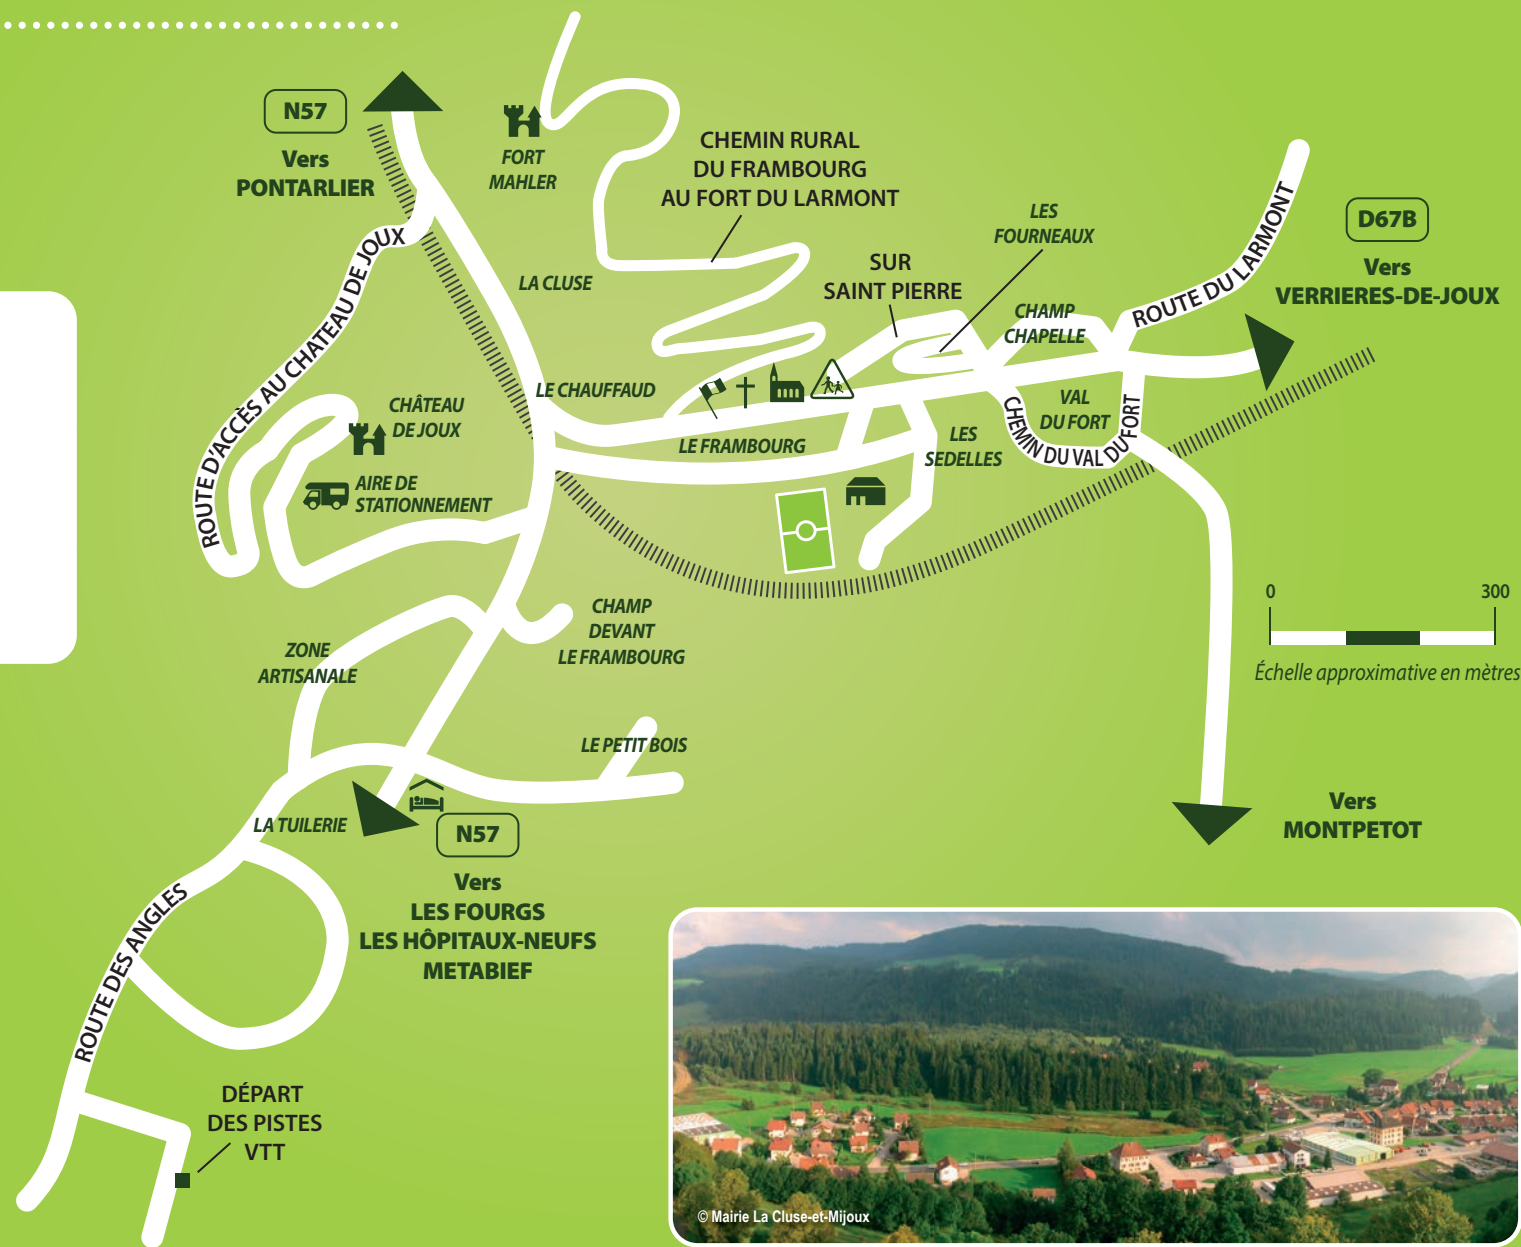 N57
Vers
PONTARLIER
FORT
MAHLER
CHEMIN RURAL
DU FRAMBOURG
AU FORT DU LARMONT
LES
FOURNEAUX
SUR
SAINT PIERRE
ROUTE DU LARMONT
D67B
Vers
VERRIERES-DE-JOUX
LA CLUSE
CHAMP
CHAPELLE
ROUTE D'ACCÈS AU CHATEAU DE JOUX
LE CHAUFFAUD
CHÂTEAU
DE JOUX
LE FRAMBOURG
LES
SEDELLES
VAL
DU FORT
CHEMIN DU VAL DU FORT
AIRE DE
STATIONNEMENT
0 300
Échelle approximative en mètres
CHAMP
DEVANT
LE FRAMBOURG
ZONE
ARTISANALE
LE PETIT BOIS
LA TUILERIE
N57
Vers
LES FOURGS
LES HÔPITAUX-NEUFS
METABIEF
Vers
MONTPETOT
ROUTE DES ANGLES
DÉPART
DES PISTES
VTT
© Mairie La Cluse-et-Mijoux